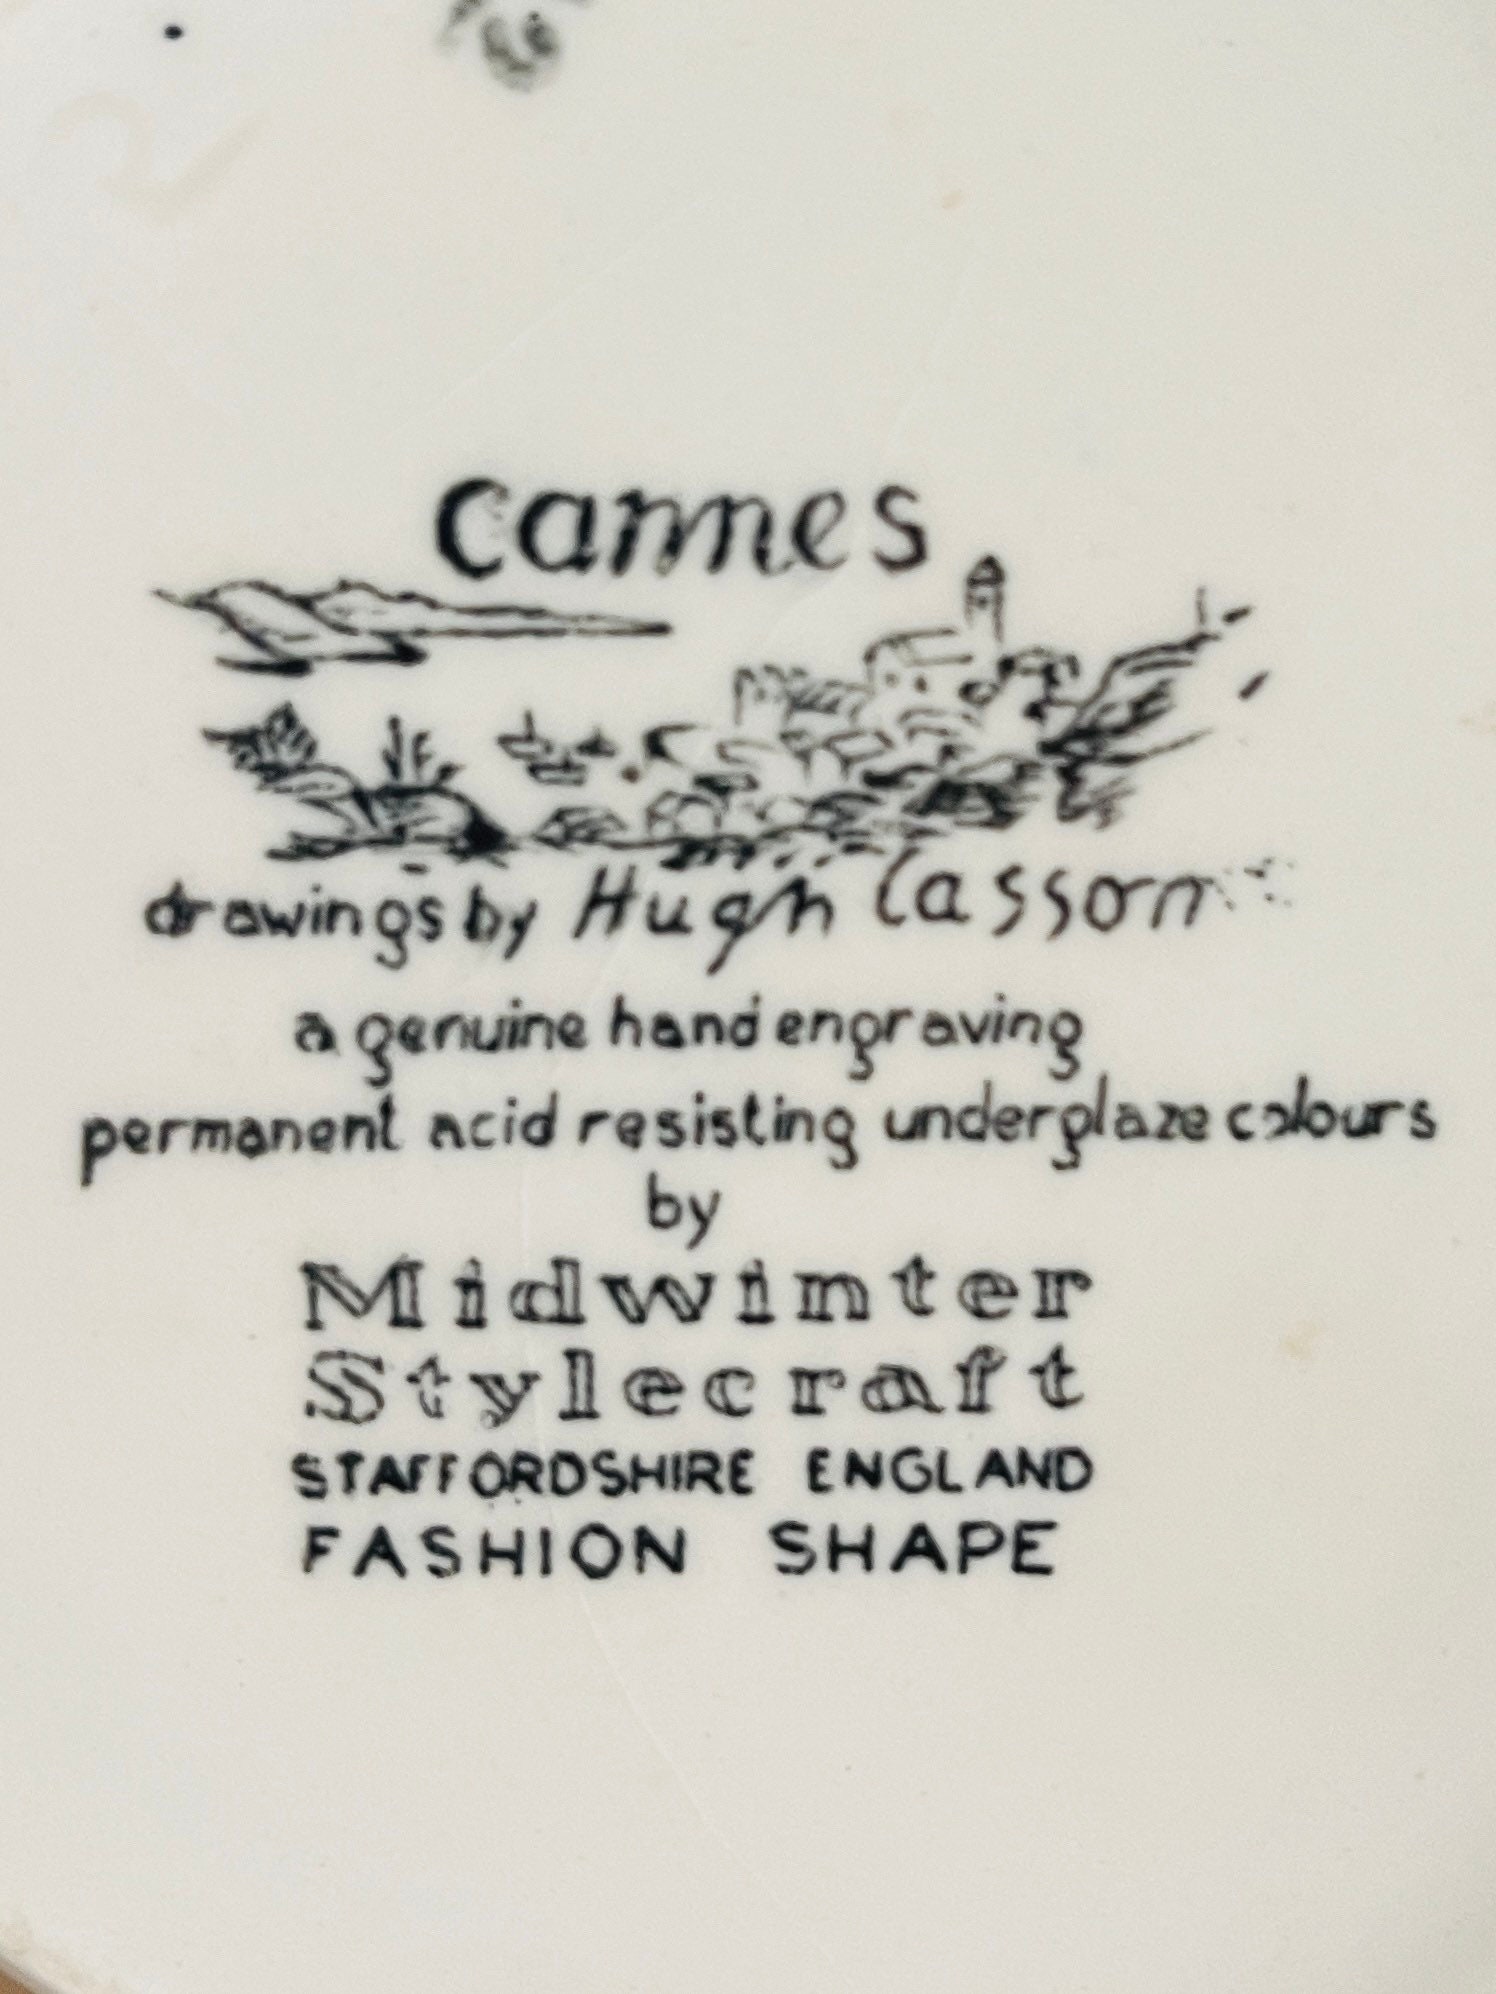 Cannes
drawings by Hugh Casson
a genuine hand engraving
permanent acid resisting underglaze colours
by
Midwinter
Stylecraft
STAFFORDSHIRE ENGLAND
FASHION SHAPE